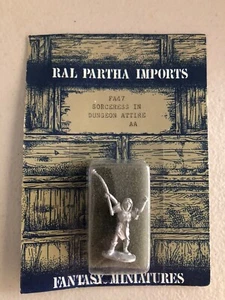 RAL PARTHA IMPORTS
FA47
SORCERESS IN
DUNGEON ATTIRE
AA
FANTASY MINIATURES